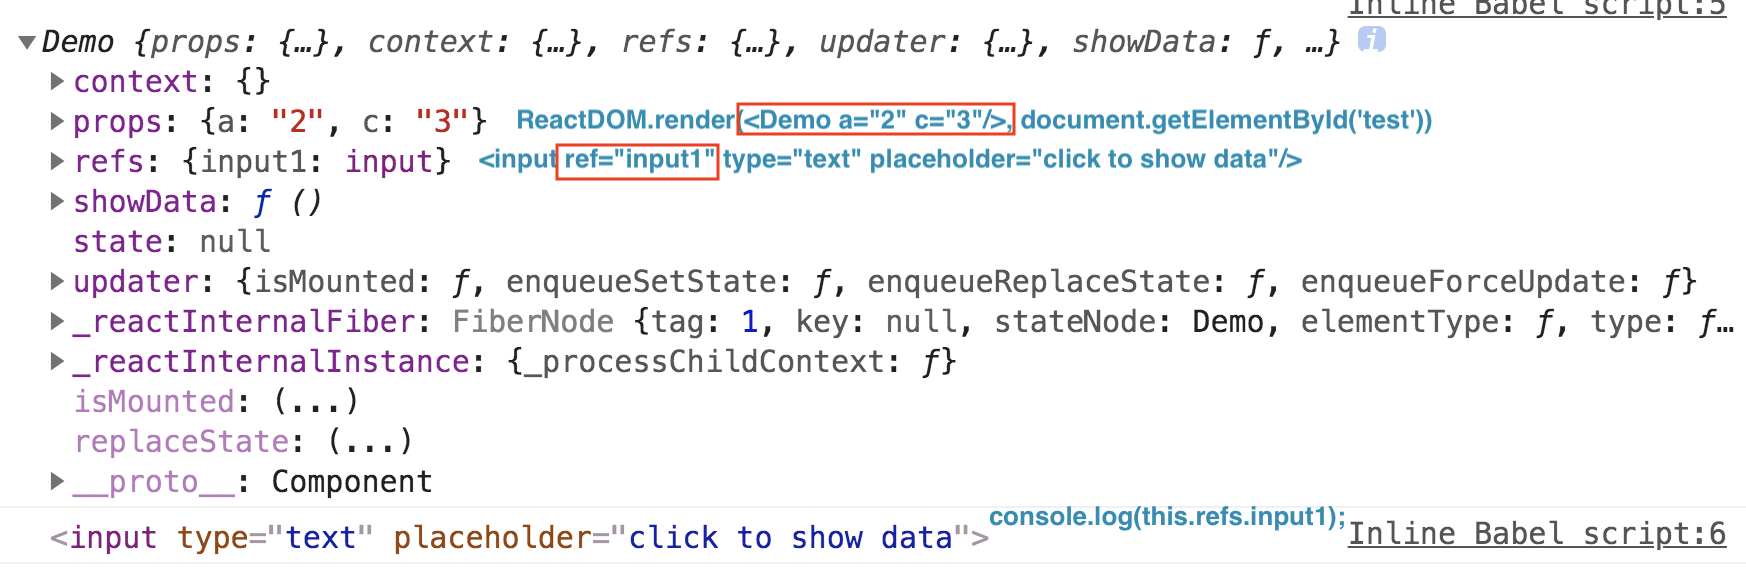 Inline Babel script:5
Demo {props: {…}, context: {…}, refs: {…}, updater: {…}, showData: ƒ, …} i
context: {}
props: {a: "2", c: "3"} ReactDOM.render(<Demo a="2" c="3"/>, document.getElementById('test'))
refs: {input1: input} <input ref="input1" type="text" placeholder="click to show data"/>
showData: ƒ ()
state: null
updater: {isMounted: ƒ, enqueueSetState: ƒ, enqueueReplaceState: ƒ, enqueueForceUpdate: ƒ}
_reactInternalFiber: FiberNode {tag: 1, key: null, stateNode: Demo, elementType: ƒ, type: ƒ…
_reactInternalInstance: {_processChildContext: ƒ}
isMounted: (...)
replaceState: (...)
__proto__: Component
<input type="text" placeholder="click to show data"> console.log(this.refs.input1); Inline Babel script:6